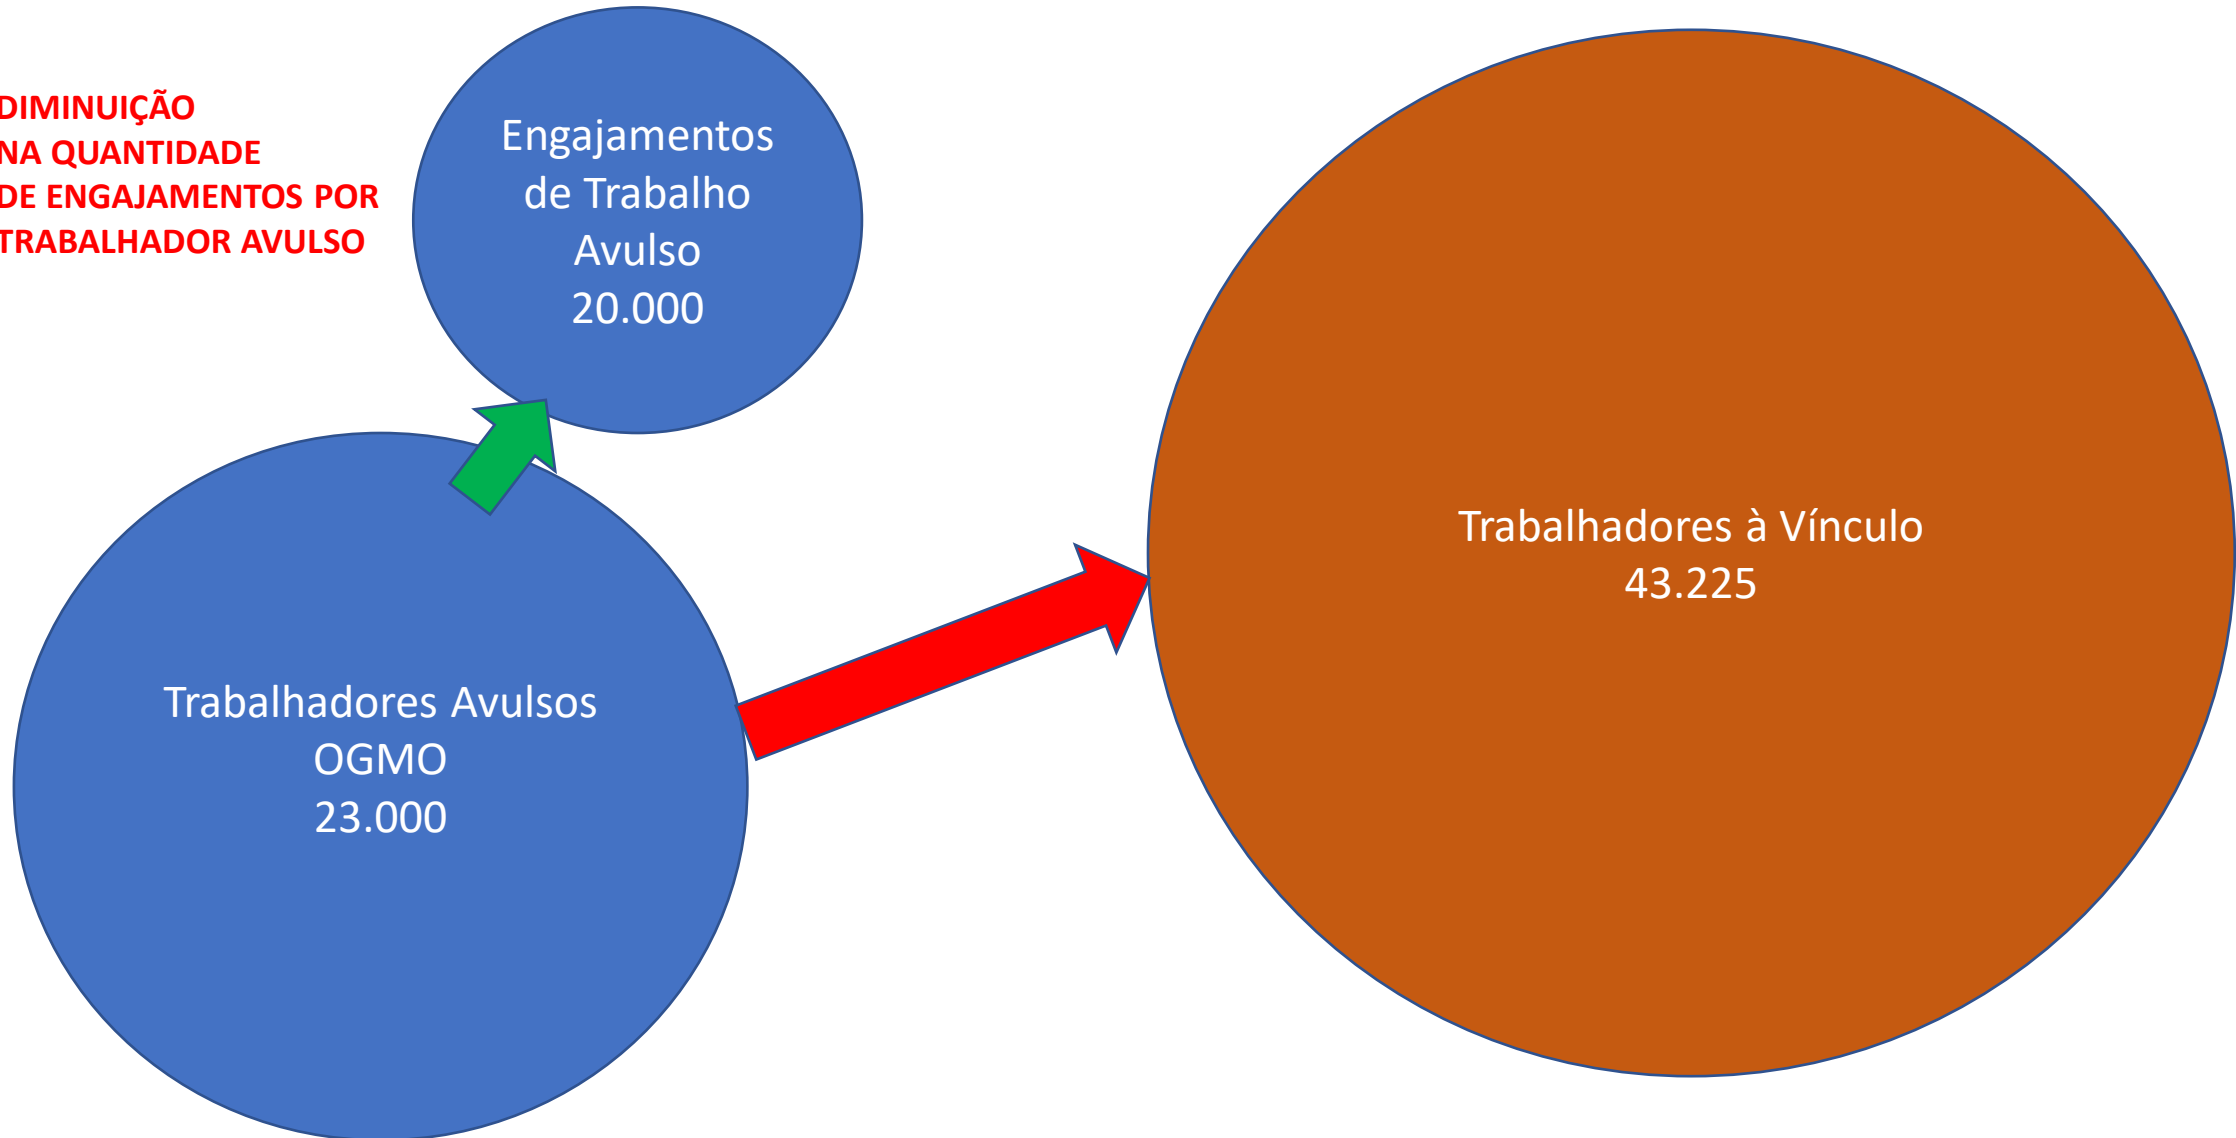 DIMINUIÇÃO
NA QUANTIDADE
DE ENGAJAMENTOS POR
TRABALHADOR AVULSO
Engajamentos
de Trabalho
Avulso
20.000
Trabalhadores à Vínculo
43.225
Trabalhadores Avulsos
OGMO
23.000